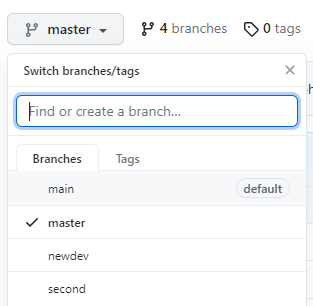 master 4 branches 0 tags
Switch branches/tags
Find or create a branch...
Branches Tags
main default
master
newdev
second